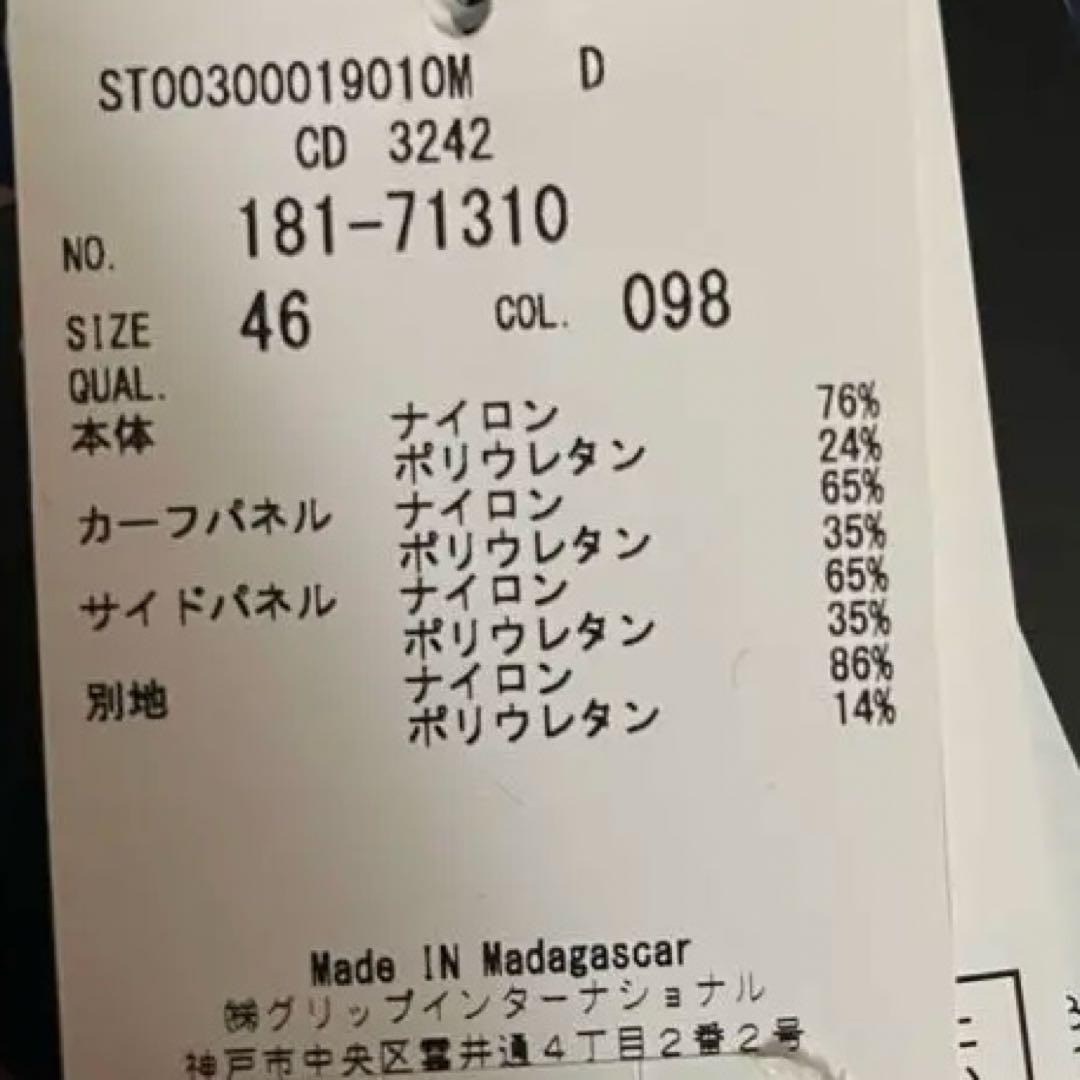 ST00300019010M D
CD 3242
NO. 181-71310
SIZE 46 COL. 098
QUAL.
本体 ナイロン 76%
ポリウレタン 24%
カーフパネル ナイロン 65%
ポリウレタン 35%
サイドパネル ナイロン 65%
ポリウレタン 35%
別地 ナイロン 86%
ポリウレタン 14%
Made IN Madagascar
㈱グリップインターナショナル
神戸市中央区雲井通4丁目2番2号